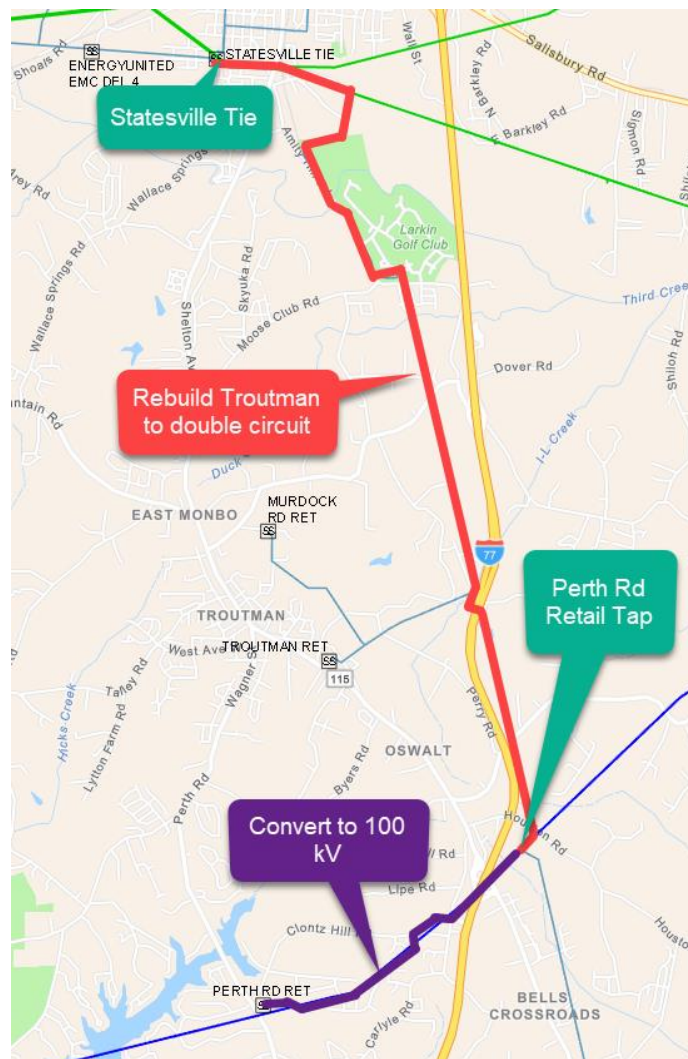 Shoals Rd
ENERGYUNITED
EMC DEL 4
STATESVILLE TIE
Statesville Tie
Wall St
Salisbury Rd
N Barkley Rd
E Barkley Rd
Sigmon Rd
Wallace Springs Rd
Wallace Springs Rd
Amity Hill
Larkin
Golf Club
Skyuka Rd
Moose Club Rd
Shelton Ave
Third Creek
Shiloh Rd
Dover Rd
Rebuild Troutman
to double circuit
Duck
I-L Creek
MURDOCK
RD RET
EAST MONBO
77
Perth Rd
Retail Tap
TROUTMAN
West Ave
TROUTMAN RET
115
Wagner St
Tafley Rd
Hicks Creek
Lytton Farm Rd
Perth Rd
Byers Rd
Perry Rd
OSWALT
Convert to 100
kV
Rd
Lipe Rd
Clontz Hill
PERTH RD RET
Carlyle Rd
BELLS
CROSSROADS